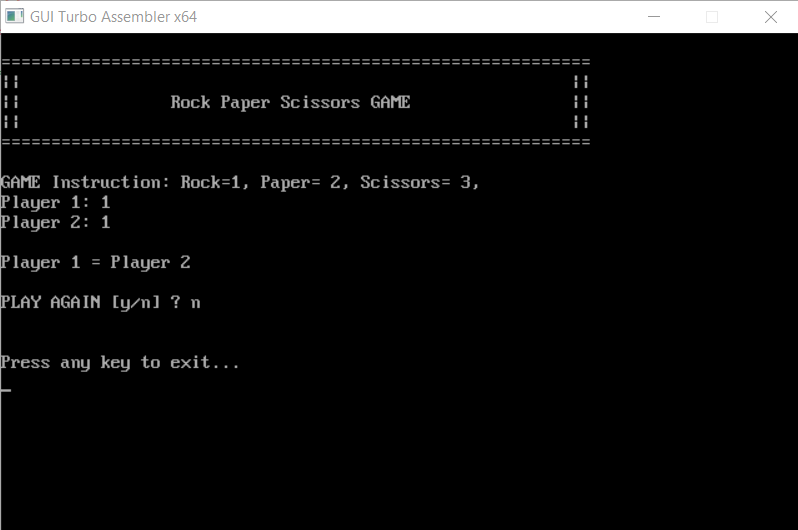 GUI Turbo Assembler x64
===========================================================
||                                                       ||
||               Rock Paper Scissors GAME                ||
||                                                       ||
===========================================================
GAME Instruction: Rock=1, Paper= 2, Scissors= 3,
Player 1: 1
Player 2: 1
Player 1 = Player 2
PLAY AGAIN [y/n] ? n
Press any key to exit...
_